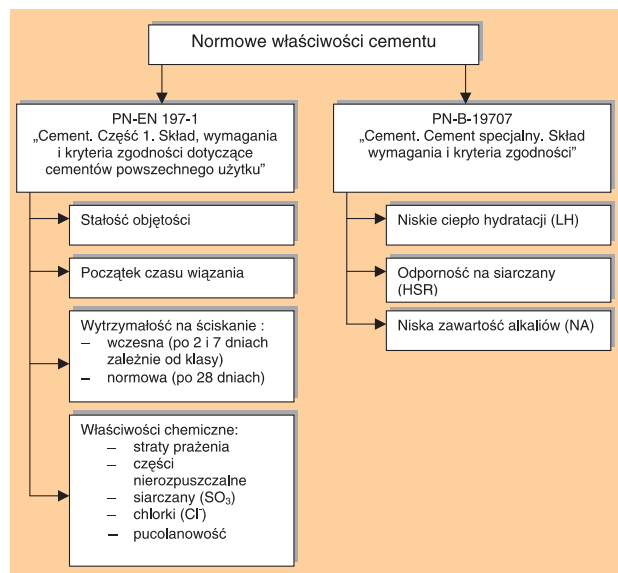 Normowe właściwości cementu
PN-EN 197-1
„Cement. Część 1. Skład, wymagania
i kryteria zgodności dotyczące
cementów powszechnego użytku”
Stałość objętości
Początek czasu wiązania
Wytrzymałość na ściskanie :
– wczesna (po 2 i 7 dniach
zależnie od klasy)
– normowa (po 28 dniach)
Właściwości chemiczne:
– straty prażenia
– części
nierozpuszczalne
– siarczany (SO₃)
– chlorki (Cl⁻)
– pucolanowość
PN-B-19707
„Cement. Cement specjalny. Skład
wymagania i kryteria zgodności”
Niskie ciepło hydratacji (LH)
Odporność na siarczany
(HSR)
Niska zawartość alkaliów (NA)